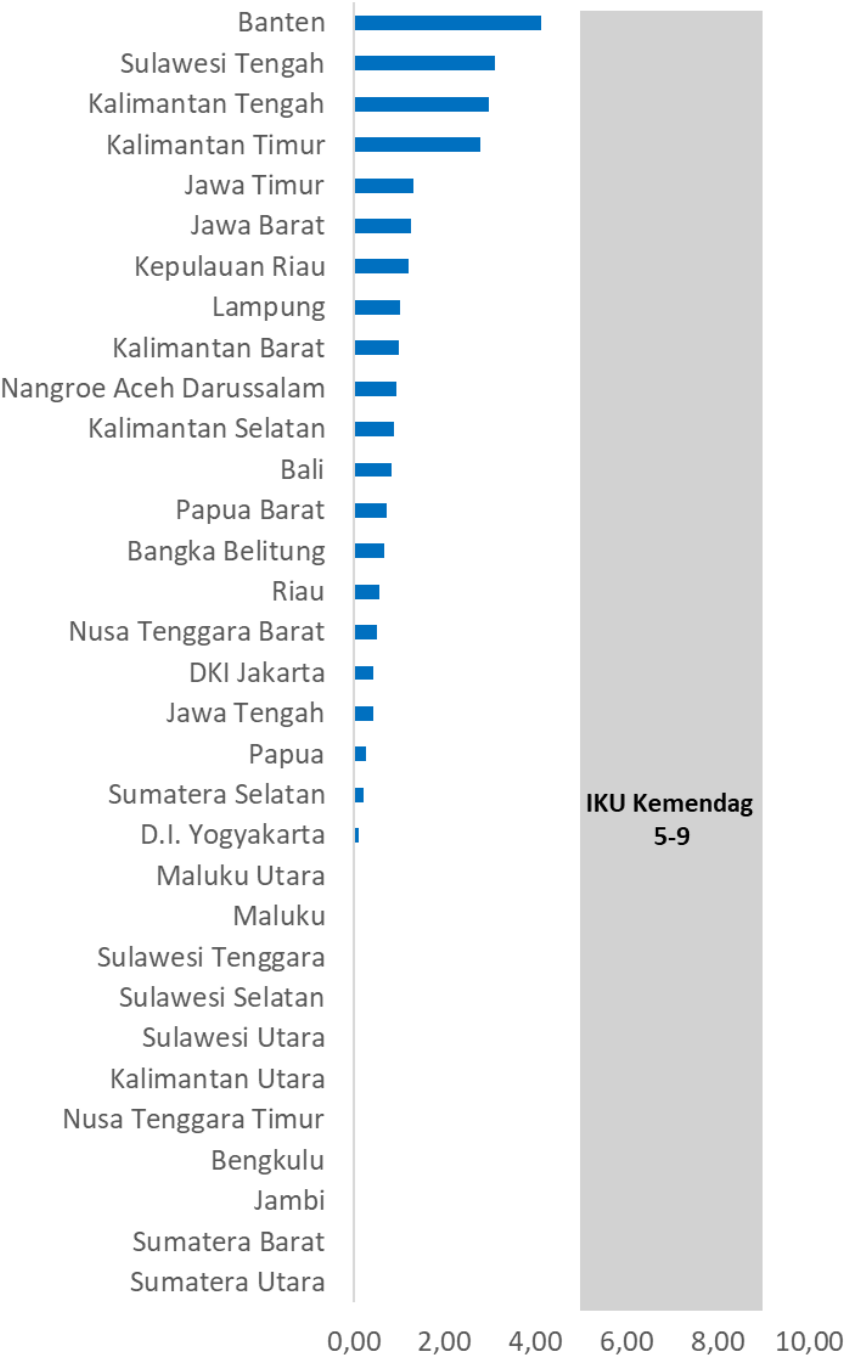 Banten
Sulawesi Tengah
Kalimantan Tengah
Kalimantan Timur
Jawa Timur
Jawa Barat
Kepulauan Riau
Lampung
Kalimantan Barat
Nangroe Aceh Darussalam
Kalimantan Selatan
Bali
Papua Barat
Bangka Belitung
Riau
Nusa Tenggara Barat
DKI Jakarta
Jawa Tengah
Papua
Sumatera Selatan
D.I. Yogyakarta
Maluku Utara
Maluku
Sulawesi Tenggara
Sulawesi Selatan
Sulawesi Utara
Kalimantan Utara
Nusa Tenggara Timur
Bengkulu
Jambi
Sumatera Barat
Sumatera Utara
IKU Kemendag
5-9
0,00 2,00 4,00 6,00 8,00 10,00